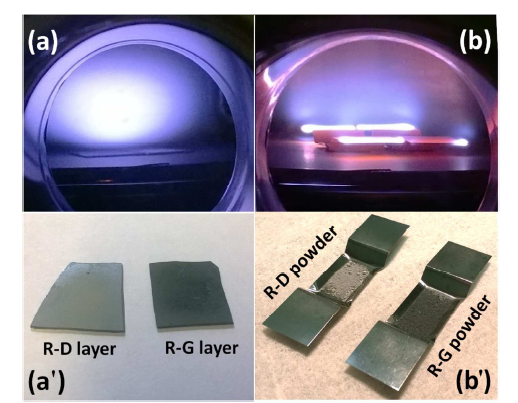 (a)
(b)
R-D layer
R-G layer
(a')
R-D powder
R-G powder
(b')